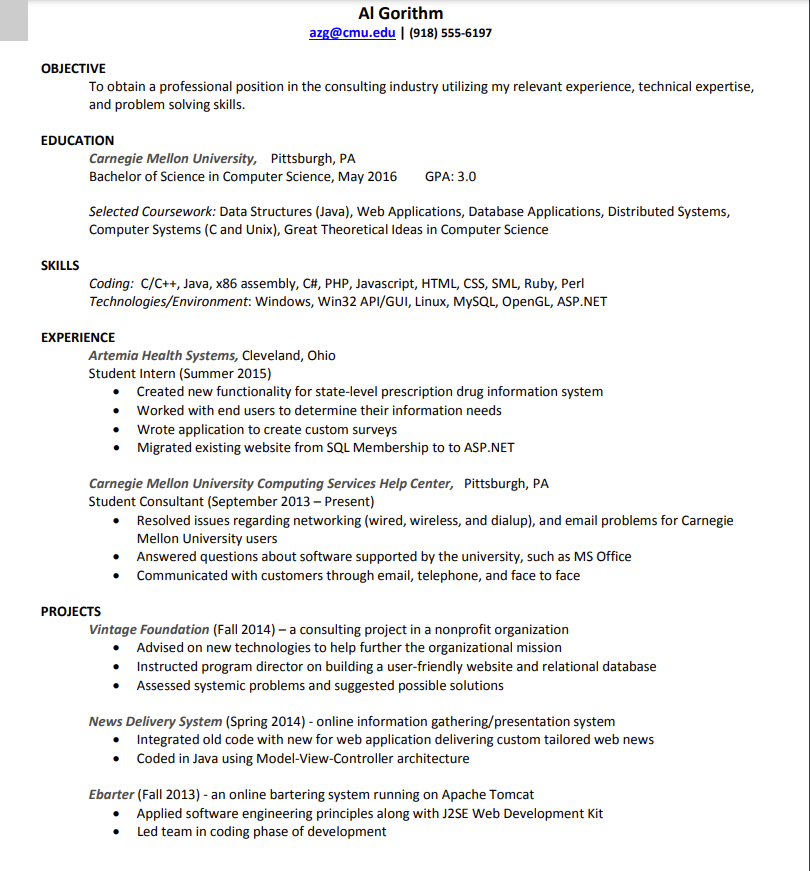 Al Gorithm
azg@cmu.edu | (918) 555-6197
OBJECTIVE
To obtain a professional position in the consulting industry utilizing my relevant experience, technical expertise,
and problem solving skills.
EDUCATION
Carnegie Mellon University, Pittsburgh, PA
Bachelor of Science in Computer Science, May 2016 GPA: 3.0
Selected Coursework: Data Structures (Java), Web Applications, Database Applications, Distributed Systems,
Computer Systems (C and Unix), Great Theoretical Ideas in Computer Science
SKILLS
Coding: C/C++, Java, x86 assembly, C#, PHP, Javascript, HTML, CSS, SML, Ruby, Perl
Technologies/Environment: Windows, Win32 API/GUI, Linux, MySQL, OpenGL, ASP.NET
EXPERIENCE
Artemia Health Systems, Cleveland, Ohio
Student Intern (Summer 2015)
• Created new functionality for state-level prescription drug information system
• Worked with end users to determine their information needs
• Wrote application to create custom surveys
• Migrated existing website from SQL Membership to to ASP.NET
Carnegie Mellon University Computing Services Help Center, Pittsburgh, PA
Student Consultant (September 2013 – Present)
• Resolved issues regarding networking (wired, wireless, and dialup), and email problems for Carnegie
Mellon University users
• Answered questions about software supported by the university, such as MS Office
• Communicated with customers through email, telephone, and face to face
PROJECTS
Vintage Foundation (Fall 2014) – a consulting project in a nonprofit organization
• Advised on new technologies to help further the organizational mission
• Instructed program director on building a user-friendly website and relational database
• Assessed systemic problems and suggested possible solutions
News Delivery System (Spring 2014) - online information gathering/presentation system
• Integrated old code with new for web application delivering custom tailored web news
• Coded in Java using Model-View-Controller architecture
Ebarter (Fall 2013) - an online bartering system running on Apache Tomcat
• Applied software engineering principles along with J2SE Web Development Kit
• Led team in coding phase of development